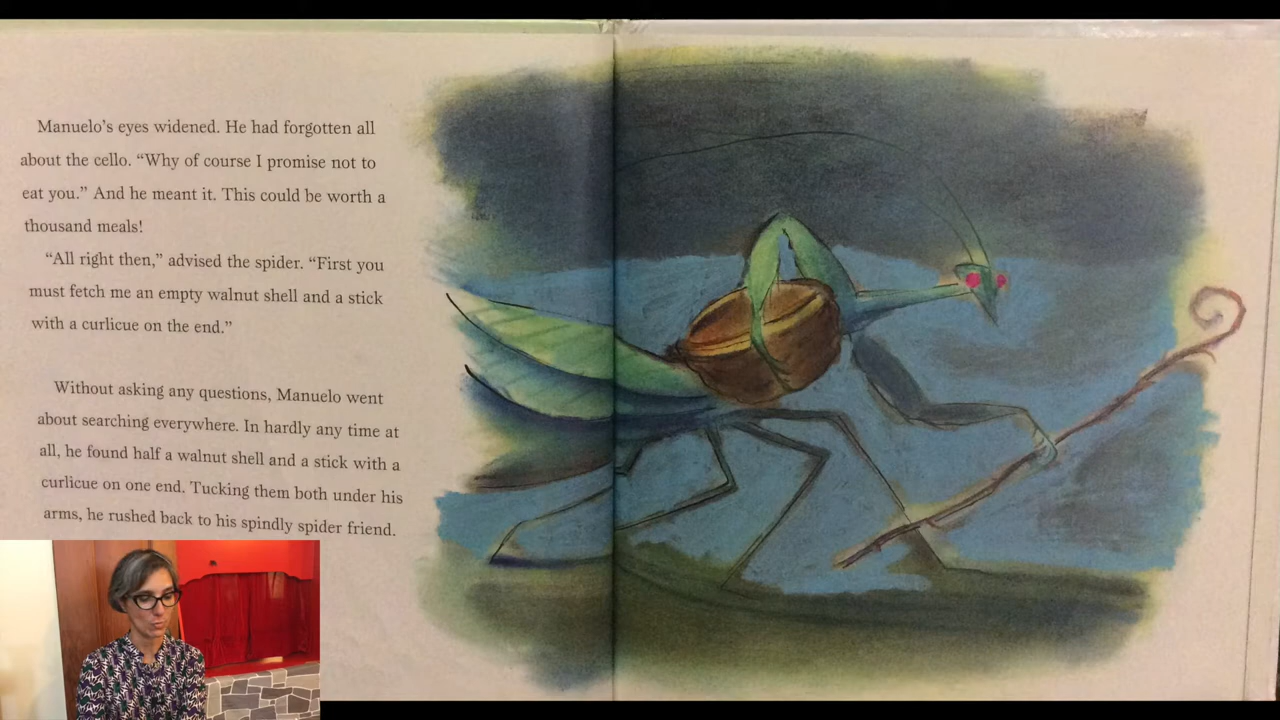 Manuelo’s eyes widened. He had forgotten all
about the cello. “Why of course I promise not to
eat you.” And he meant it. This could be worth a
thousand meals!
“All right then,” advised the spider. “First you
must fetch me an empty walnut shell and a stick
with a curlicue on the end.”
Without asking any questions, Manuelo went
about searching everywhere. In hardly any time at
all, he found half a walnut shell and a stick with a
curlicue on one end. Tucking them both under his
arms, he rushed back to his spindly spider friend.